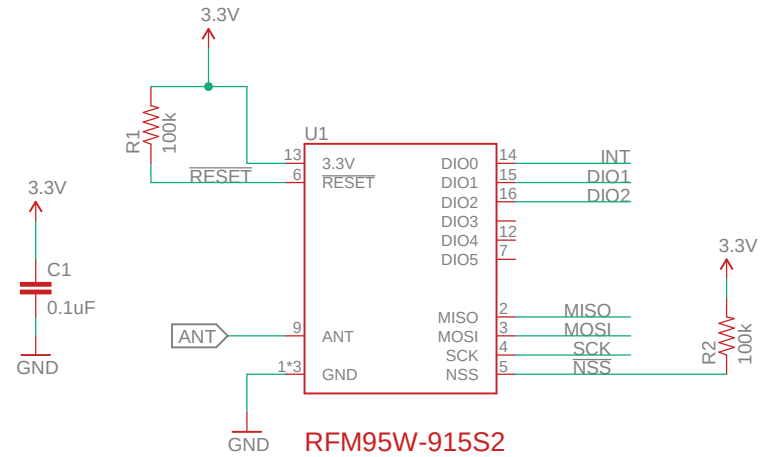 3.3V
R1
100k
U1
13
3.3V
DIO0
14
INT
6
RESET
RESET
DIO1
15
DIO1
DIO2
16
DIO2
DIO3
DIO4
12
DIO5
7
3.3V
C1
0.1uF
GND
3.3V
R2
100k
MISO
2
MISO
ANT
9
ANT
MOSI
3
MOSI
SCK
4
SCK
1*3
GND
NSS
5
NSS
GND
RFM95W-915S2